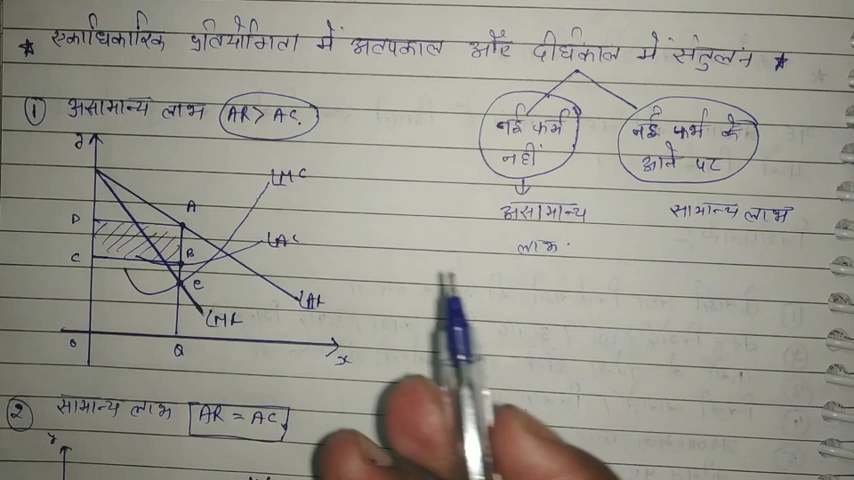 * एकाधिकारिक प्रतियोगिता में अल्पकाल और दीर्घकाल में संतुलन *
① असामान्य लाभ AR > AC
नई फर्म
नहीं
नई फर्म के
आने पर
असामान्य
लाभ
सामान्य लाभ
y
D
A
C
B
E
LMC
LAC
LAR
LMR
O
Q
x
② सामान्य लाभ AR = AC
y